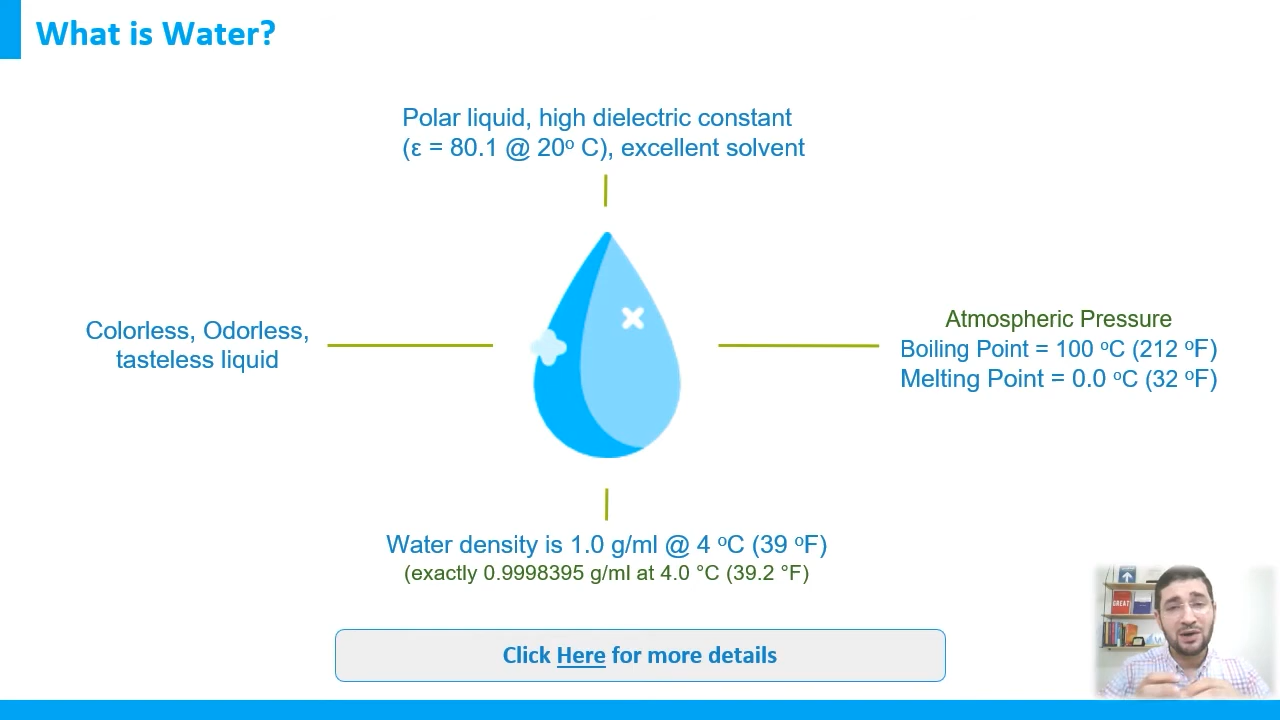 What is Water?
Polar liquid, high dielectric constant
(ε = 80.1 @ 20º C), excellent solvent
Colorless, Odorless,
tasteless liquid
Atmospheric Pressure
Boiling Point = 100 ºC (212 ºF)
Melting Point = 0.0 ºC (32 ºF)
Water density is 1.0 g/ml @ 4 ºC (39 ºF)
(exactly 0.9998395 g/ml at 4.0 °C (39.2 °F)
Click Here for more details
GREAT